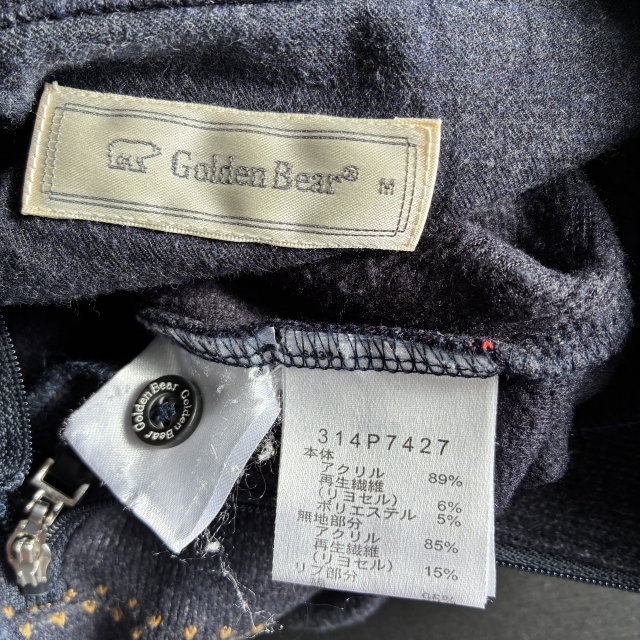 Golden Bear® M
Golden Bear Golden Bear
314P7427
本体
アクリル 89%
再生繊維
(リヨセル) 6%
ポリエステル 5%
無地部分
アクリル 85%
再生繊維
(リヨセル) 15%
リブ部分
95%